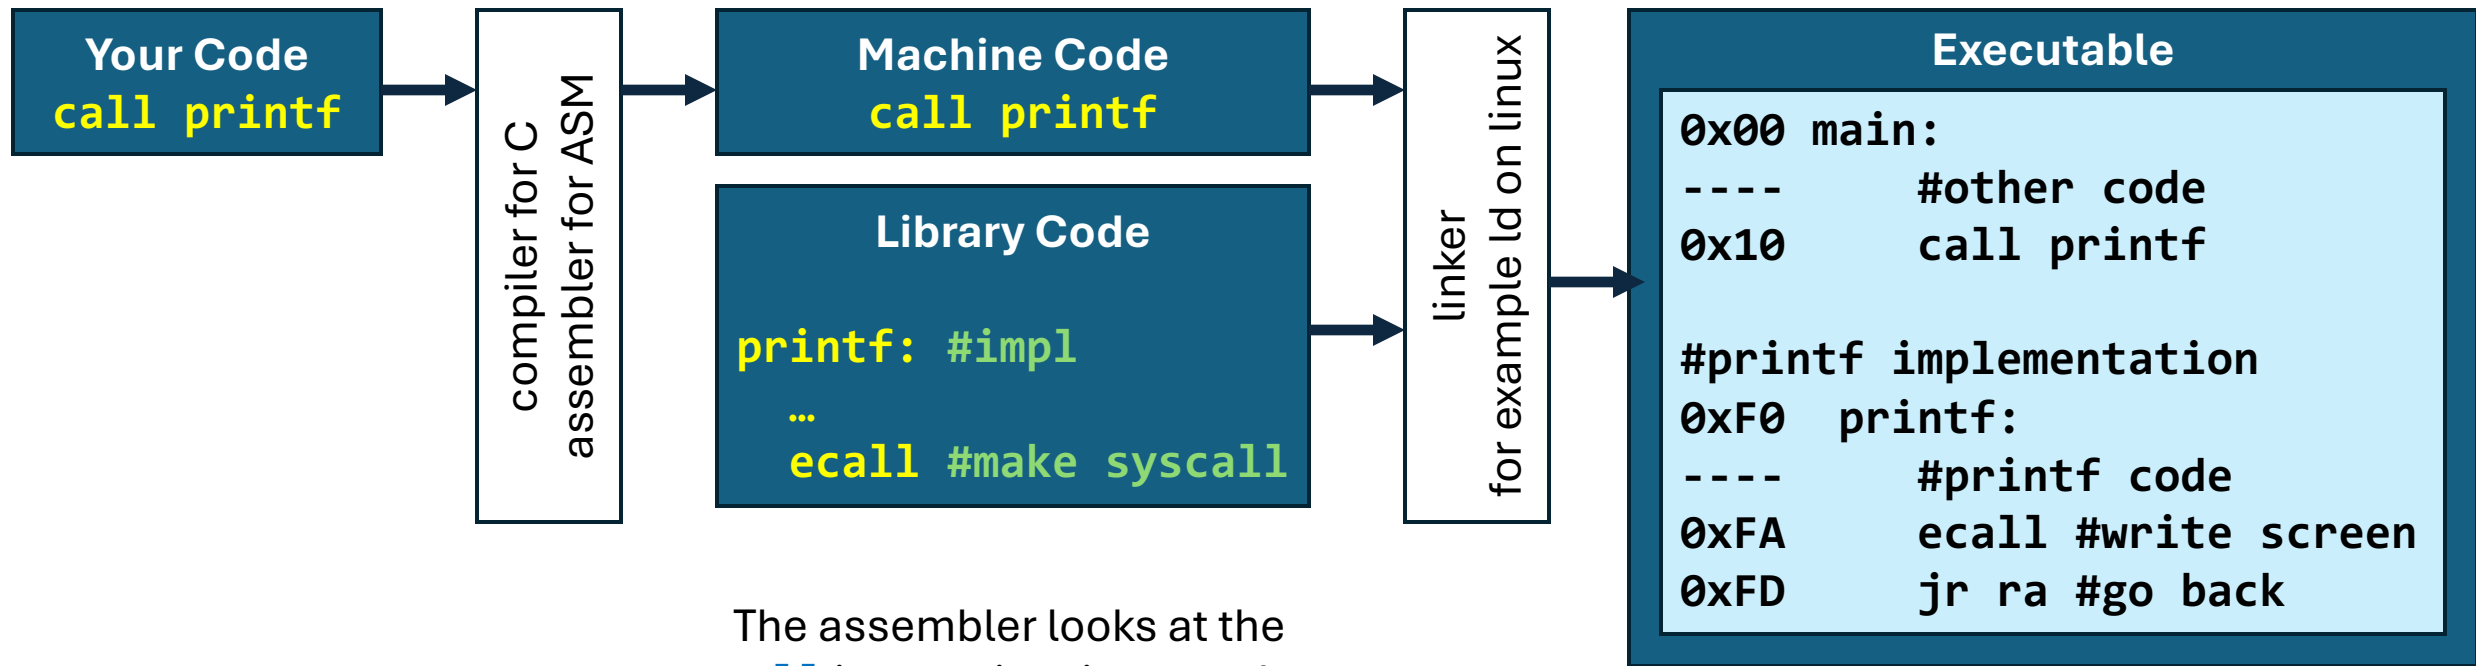 Your Code
call printf
compiler for C
assembler for ASM
Machine Code
call printf
Library Code
printf: #impl
…
ecall #make syscall
linker
for example ld on linux
Executable
0x00 main:
---- #other code
0x10 call printf
#printf implementation
0xF0 printf:
---- #printf code
0xFA ecall #write screen
0xFD jr ra #go back
The assembler looks at the